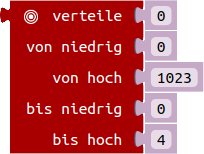 verteile 0
von niedrig 0
von hoch 1023
bis niedrig 0
bis hoch 4